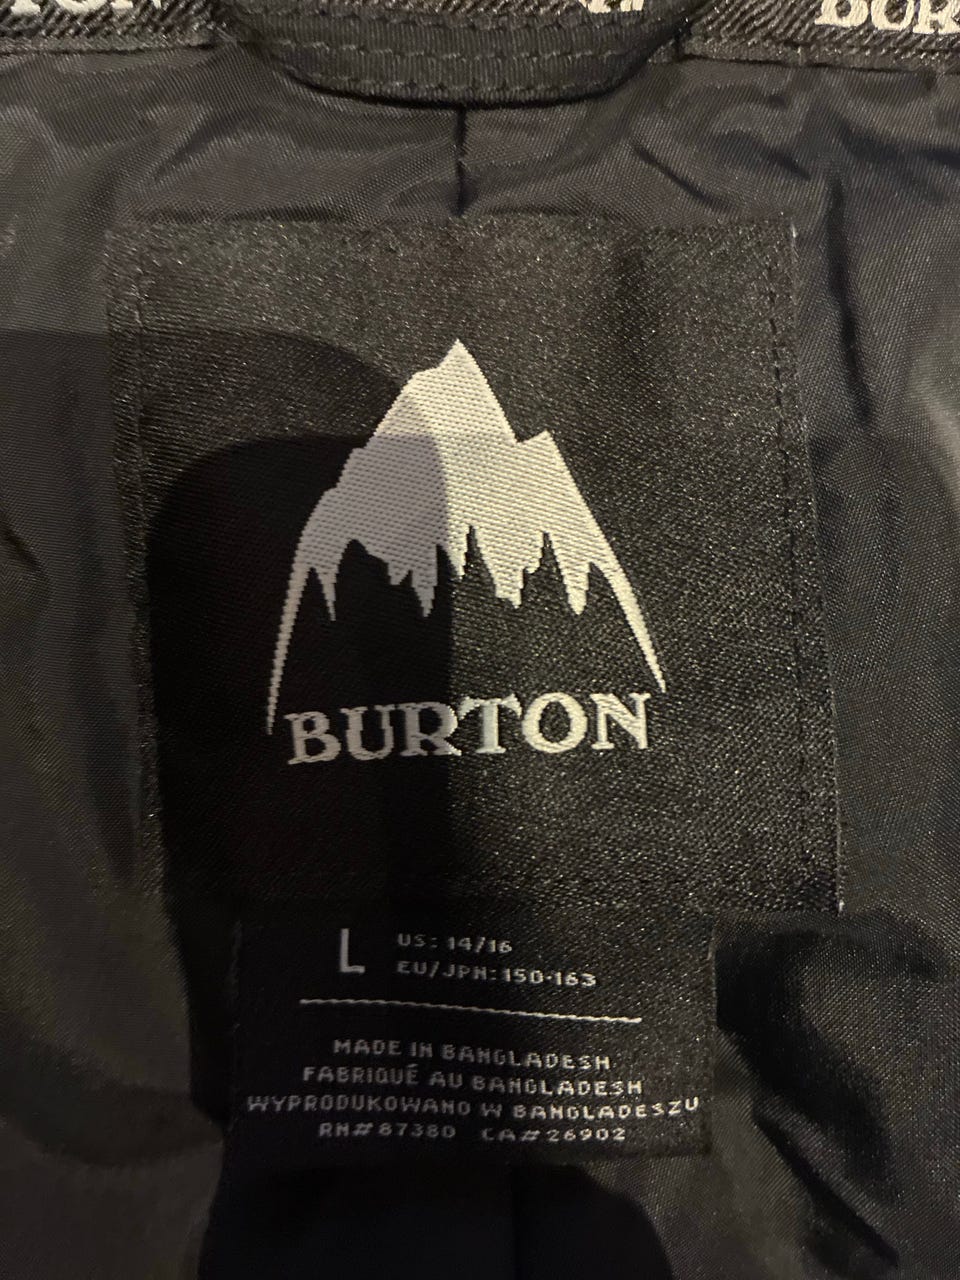 BURTON
L
US: 14/16
EU/JPN: 150-163
MADE IN BANGLADESH
FABRIQUÉ AU BANGLADESH
WYPRODUKOWANO W BANGLADESZU
RN#87380 CA#26902